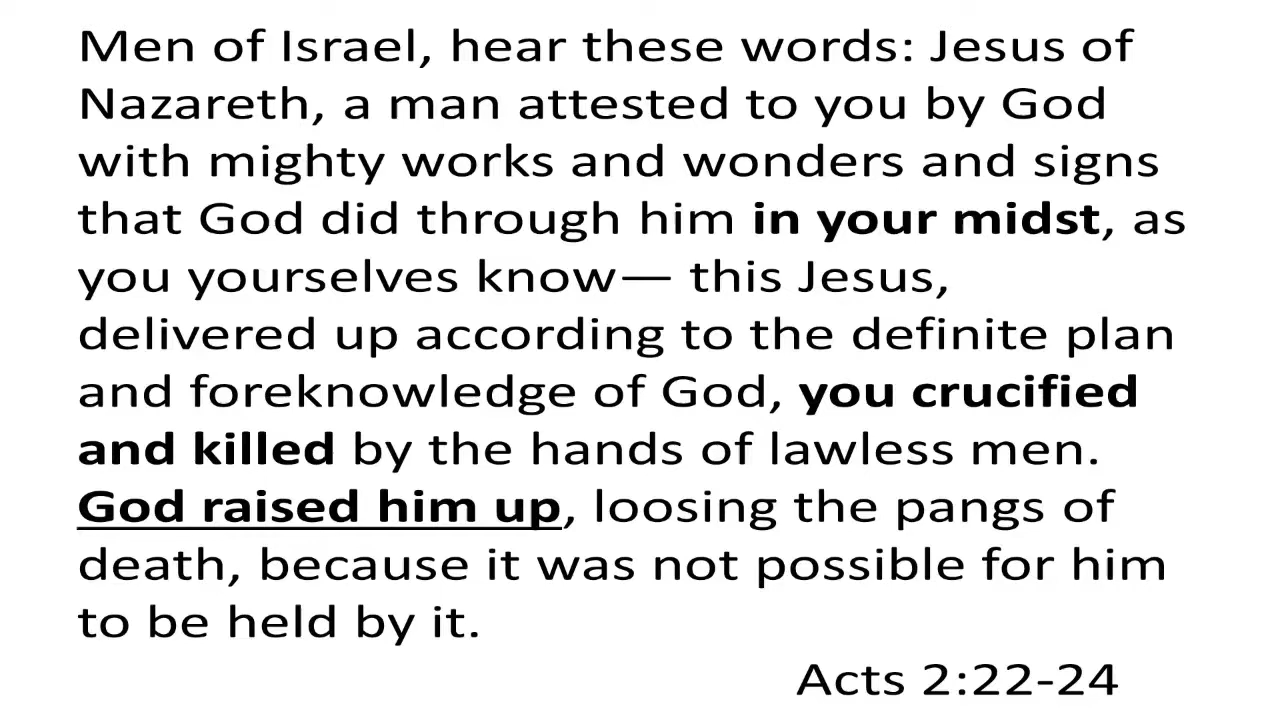 Men of Israel, hear these words: Jesus of
Nazareth, a man attested to you by God
with mighty works and wonders and signs
that God did through him in your midst, as
you yourselves know— this Jesus,
delivered up according to the definite plan
and foreknowledge of God, you crucified
and killed by the hands of lawless men.
God raised him up, loosing the pangs of
death, because it was not possible for him
to be held by it.
Acts 2:22-24